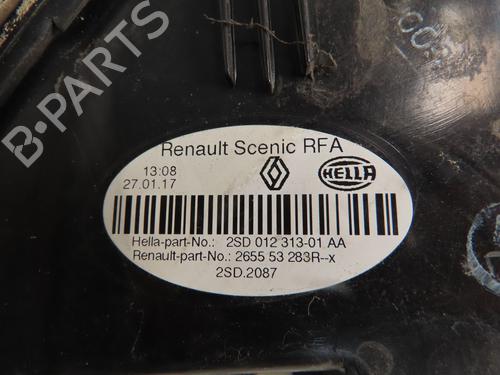 B-PARTS
Renault Scenic RFA
13:08
27.01.17
HELLA
Hella-part-No.: 2SD 012 313-01 AA
Renault-part-No.: 2655 53 283R--x
2SD.2087